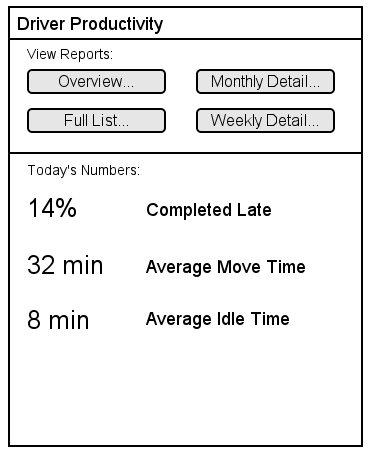 Driver Productivity
View Reports:
Overview...
Monthly Detail...
Full List...
Weekly Detail...
Today's Numbers:
14% Completed Late
32 min Average Move Time
8 min Average Idle Time